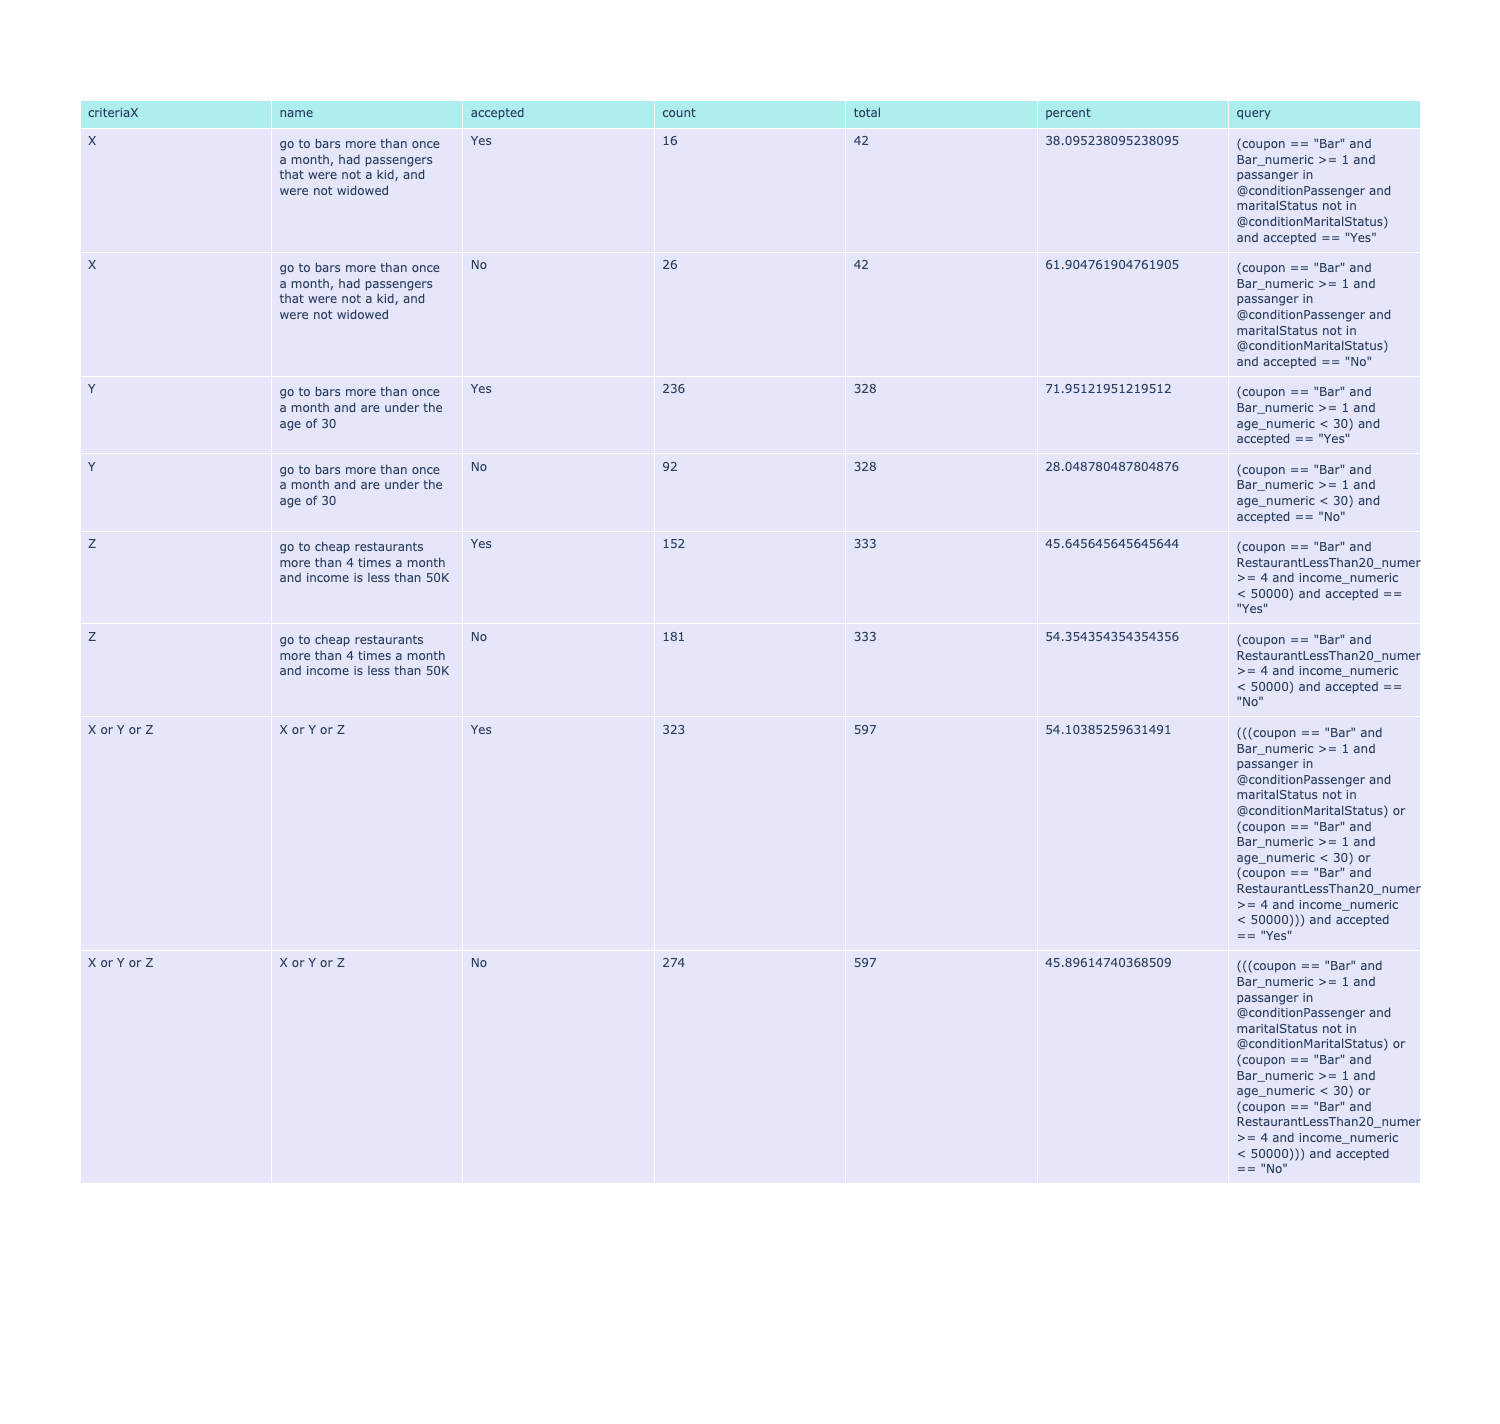 criteriaX name accepted count total percent query
X go to bars more than once Yes 16 42 38.095238095238095 (coupon == "Bar" and
a month, had passengers Bar_numeric >= 1 and
that were not a kid, and passanger in
were not widowed @conditionPassenger and
maritalStatus not in
@conditionMaritalStatus)
and accepted == "Yes"
X go to bars more than once No 26 42 61.904761904761905 (coupon == "Bar" and
a month, had passengers Bar_numeric >= 1 and
that were not a kid, and passanger in
were not widowed @conditionPassenger and
maritalStatus not in
@conditionMaritalStatus)
and accepted == "No"
Y go to bars more than once Yes 236 328 71.95121951219512 (coupon == "Bar" and
a month and are under the Bar_numeric >= 1 and
age of 30 age_numeric < 30) and
accepted == "Yes"
Y go to bars more than once No 92 328 28.048780487804876 (coupon == "Bar" and
a month and are under the Bar_numeric >= 1 and
age of 30 age_numeric < 30) and
accepted == "No"
Z go to cheap restaurants Yes 152 333 45.645645645645644 (coupon == "Bar" and
more than 4 times a month RestaurantLessThan20_numer
and income is less than 50K >= 4 and income_numeric
< 50000) and accepted ==
"Yes"
Z go to cheap restaurants No 181 333 54.354354354354356 (coupon == "Bar" and
more than 4 times a month RestaurantLessThan20_numer
and income is less than 50K >= 4 and income_numeric
< 50000) and accepted ==
"No"
X or Y or Z X or Y or Z Yes 323 597 54.10385259631491 (((coupon == "Bar" and
Bar_numeric >= 1 and
passanger in
@conditionPassenger and
maritalStatus not in
@conditionMaritalStatus) or
(coupon == "Bar" and
Bar_numeric >= 1 and
age_numeric < 30) or
(coupon == "Bar" and
RestaurantLessThan20_numer
>= 4 and income_numeric
< 50000))) and accepted
== "Yes"
X or Y or Z X or Y or Z No 274 597 45.89614740368509 (((coupon == "Bar" and
Bar_numeric >= 1 and
passanger in
@conditionPassenger and
maritalStatus not in
@conditionMaritalStatus) or
(coupon == "Bar" and
Bar_numeric >= 1 and
age_numeric < 30) or
(coupon == "Bar" and
RestaurantLessThan20_numer
>= 4 and income_numeric
< 50000))) and accepted
== "No"